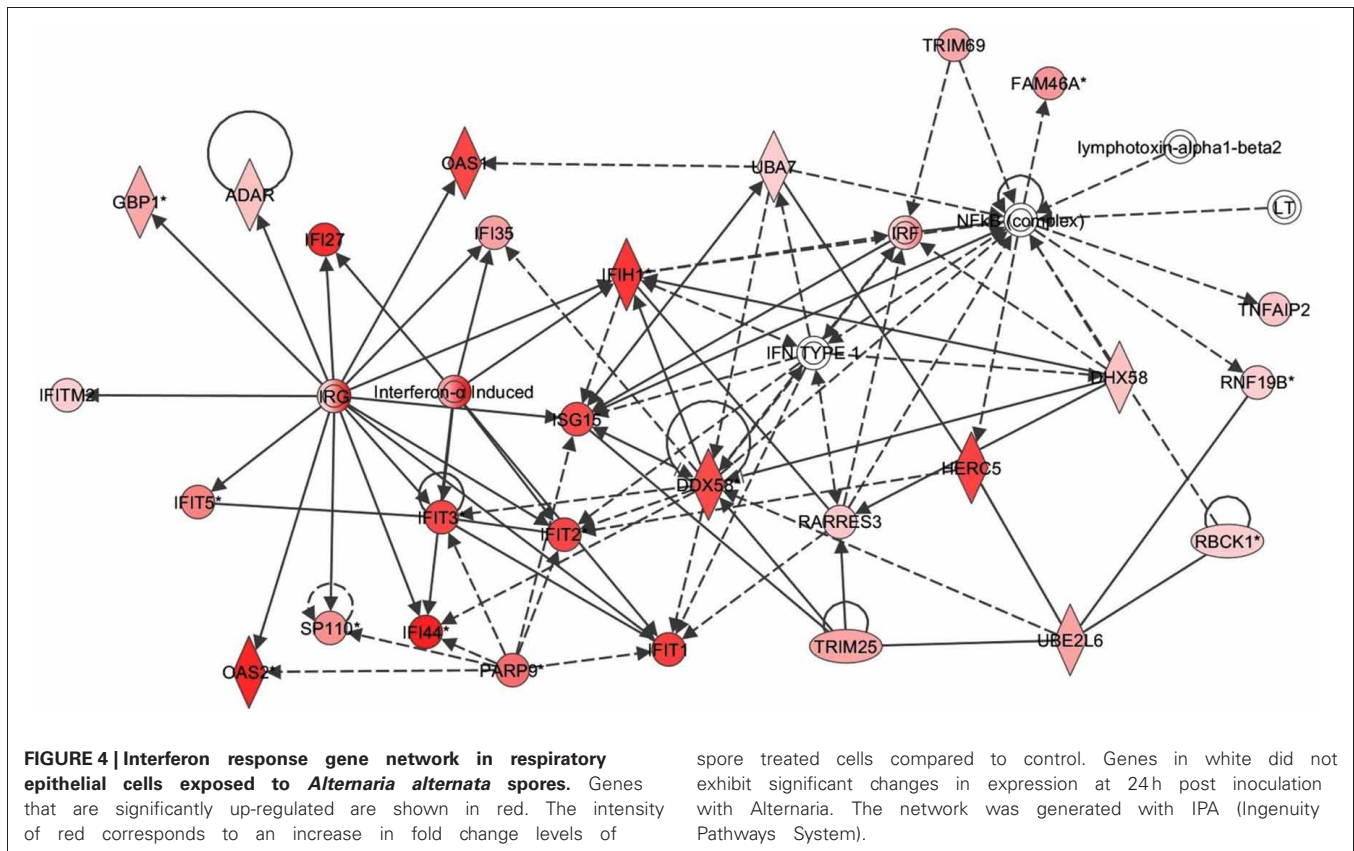 TRIM69
FAM46A*
lymphotoxin-alpha1-beta2
OAS1
UBA7
ADAR
GBP1*
LT
NFkB (complex)
IFI27
IFI35
IRF
IFIH1*
TNFAIP2
IFN TYPE 1
DHX58
RNF19B*
IFITM2
IRG
Interferon-α Induced
ISG15
HERC5
DDX58*
IFIT5*
IFIT3*
IFIT2*
RARRES3
RBCK1*
SP110*
IFI44*
IFIT1
TRIM25
UBE2L6
OAS2*
PARP9*
FIGURE 4 | Interferon response gene network in respiratory
epithelial cells exposed to Alternaria alternata spores. Genes
that are significantly up-regulated are shown in red. The intensity
of red corresponds to an increase in fold change levels of
spore treated cells compared to control. Genes in white did not
exhibit significant changes in expression at 24 h post inoculation
with Alternaria. The network was generated with IPA (Ingenuity
Pathways System).